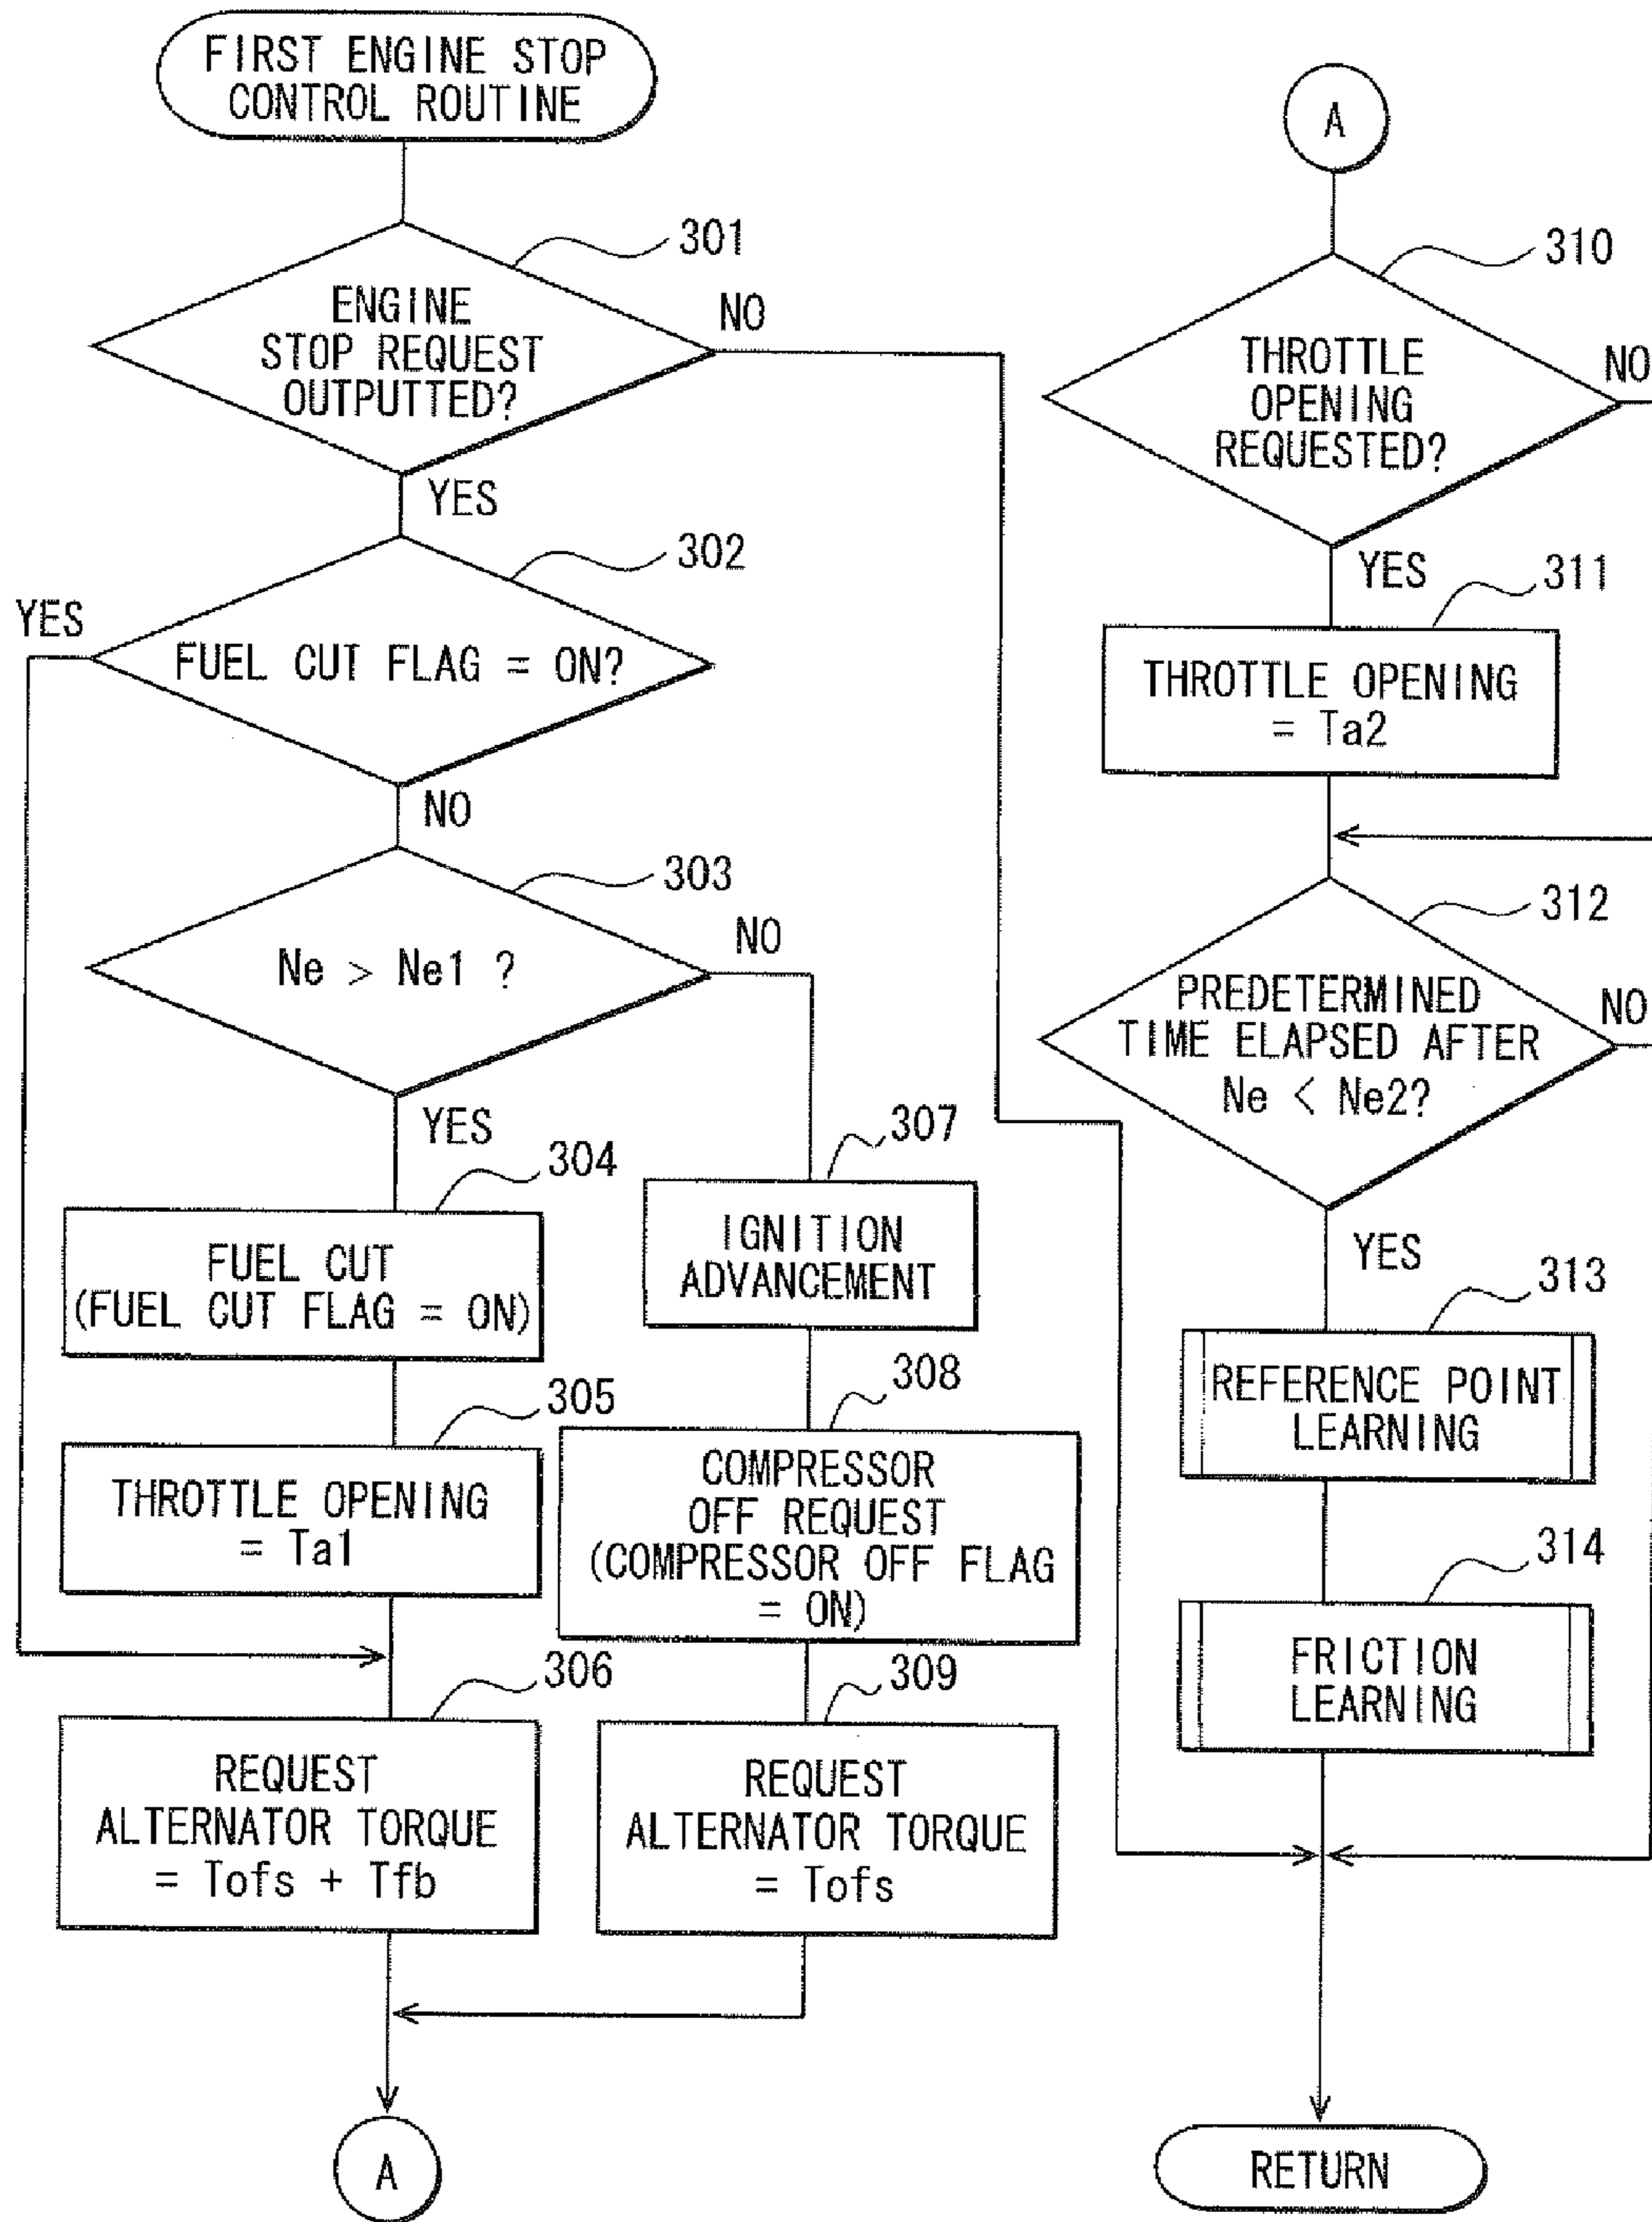 FIRST ENGINE STOP
CONTROL ROUTINE
301
ENGINE
STOP REQUEST
OUTPUTTED?
NO
YES
302
YES
FUEL CUT FLAG = ON?
NO
303
Ne > Ne1 ?
NO
YES
304
FUEL CUT
(FUEL CUT FLAG = ON)
305
THROTTLE OPENING
= Ta1
306
REQUEST
ALTERNATOR TORQUE
= Tofs + Tfb
307
IGNITION
ADVANCEMENT
308
COMPRESSOR
OFF REQUEST
(COMPRESSOR OFF FLAG
= ON)
309
REQUEST
ALTERNATOR TORQUE
= Tofs
A
A
310
THROTTLE
OPENING
REQUESTED?
NO
YES
311
THROTTLE OPENING
= Ta2
312
PREDETERMINED
TIME ELAPSED AFTER
Ne < Ne2?
NO
YES
313
REFERENCE POINT
LEARNING
314
FRICTION
LEARNING
RETURN